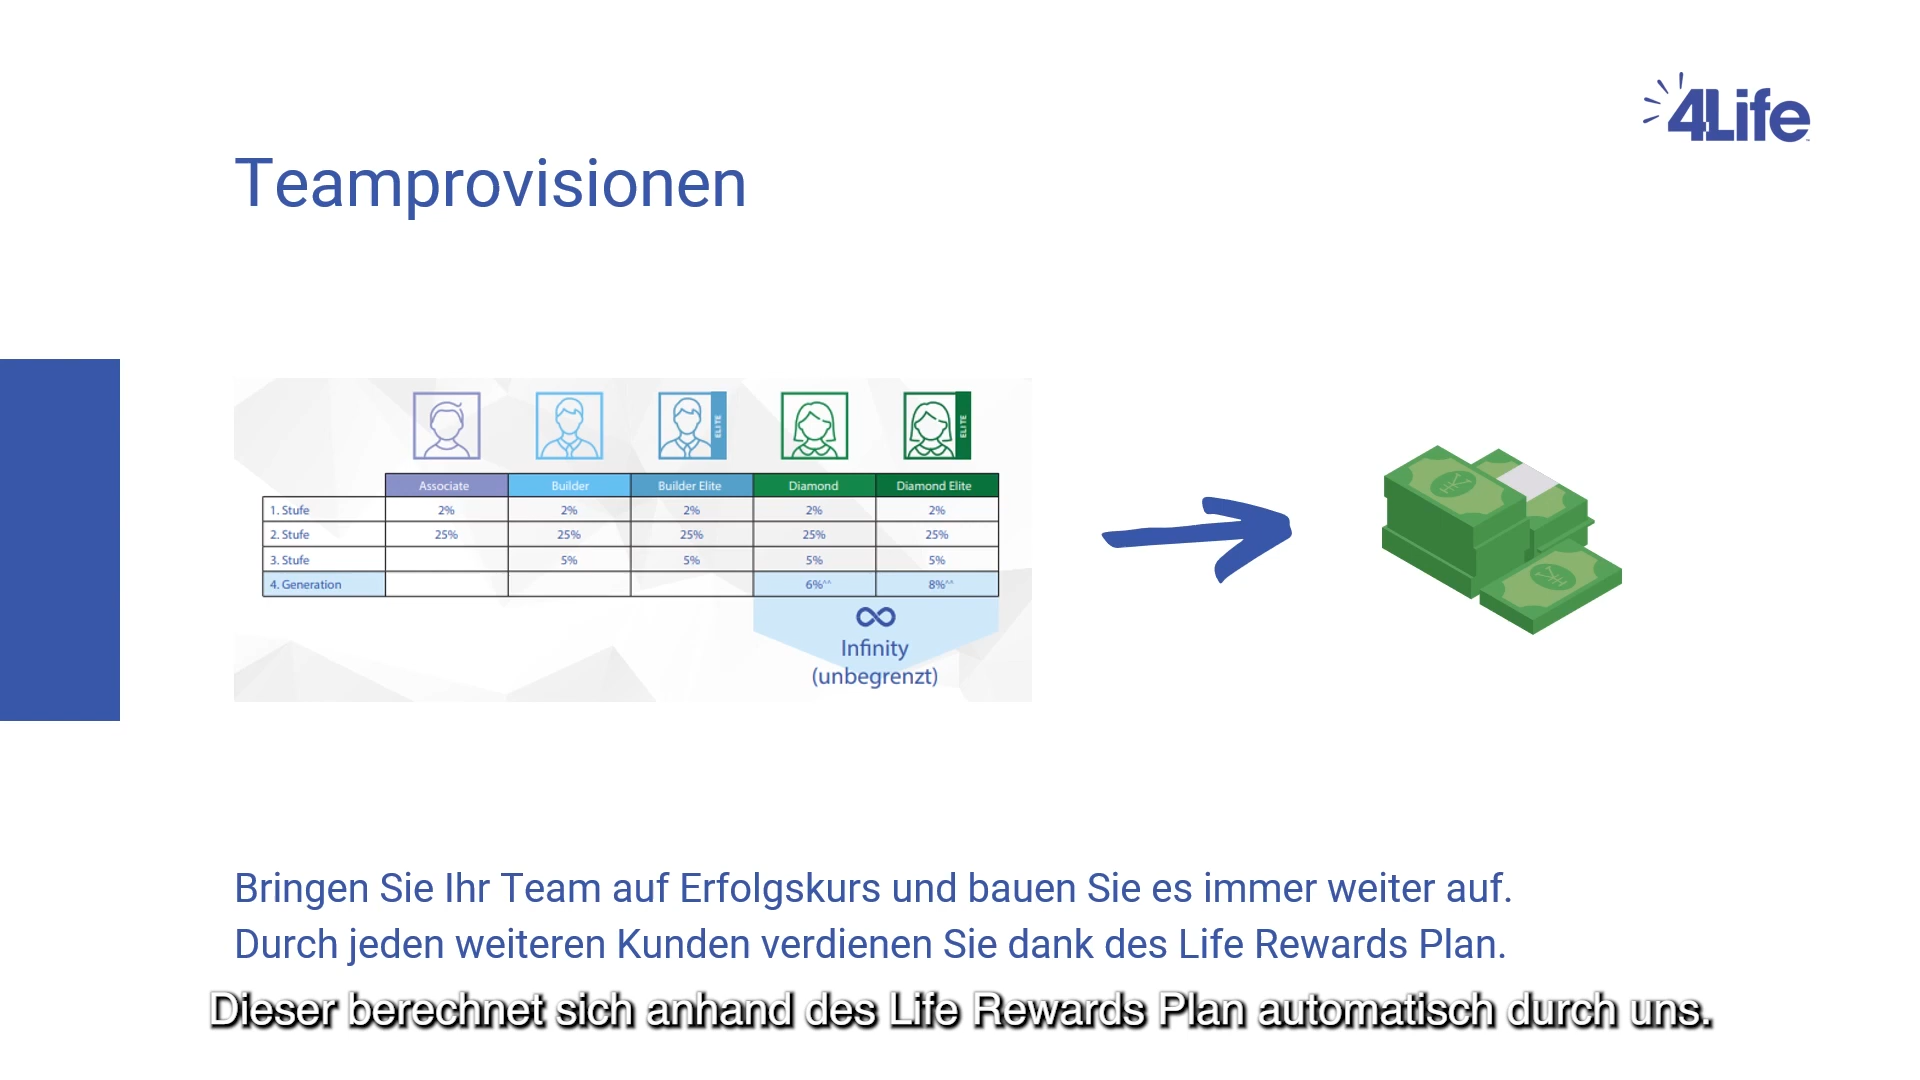 4Life
Teamprovisionen
ELITE ELITE
Associate Builder Builder Elite Diamond Diamond Elite
1. Stufe 2% 2% 2% 2% 2%
2. Stufe 25% 25% 25% 25% 25%
3. Stufe 5% 5% 5% 5%
4. Generation 6%^^ 8%^^
Infinity
(unbegrenzt)
Bringen Sie Ihr Team auf Erfolgskurs und bauen Sie es immer weiter auf.
Durch jeden weiteren Kunden verdienen Sie dank des Life Rewards Plan.
Dieser berechnet sich anhand des Life Rewards Plan automatisch durch uns.